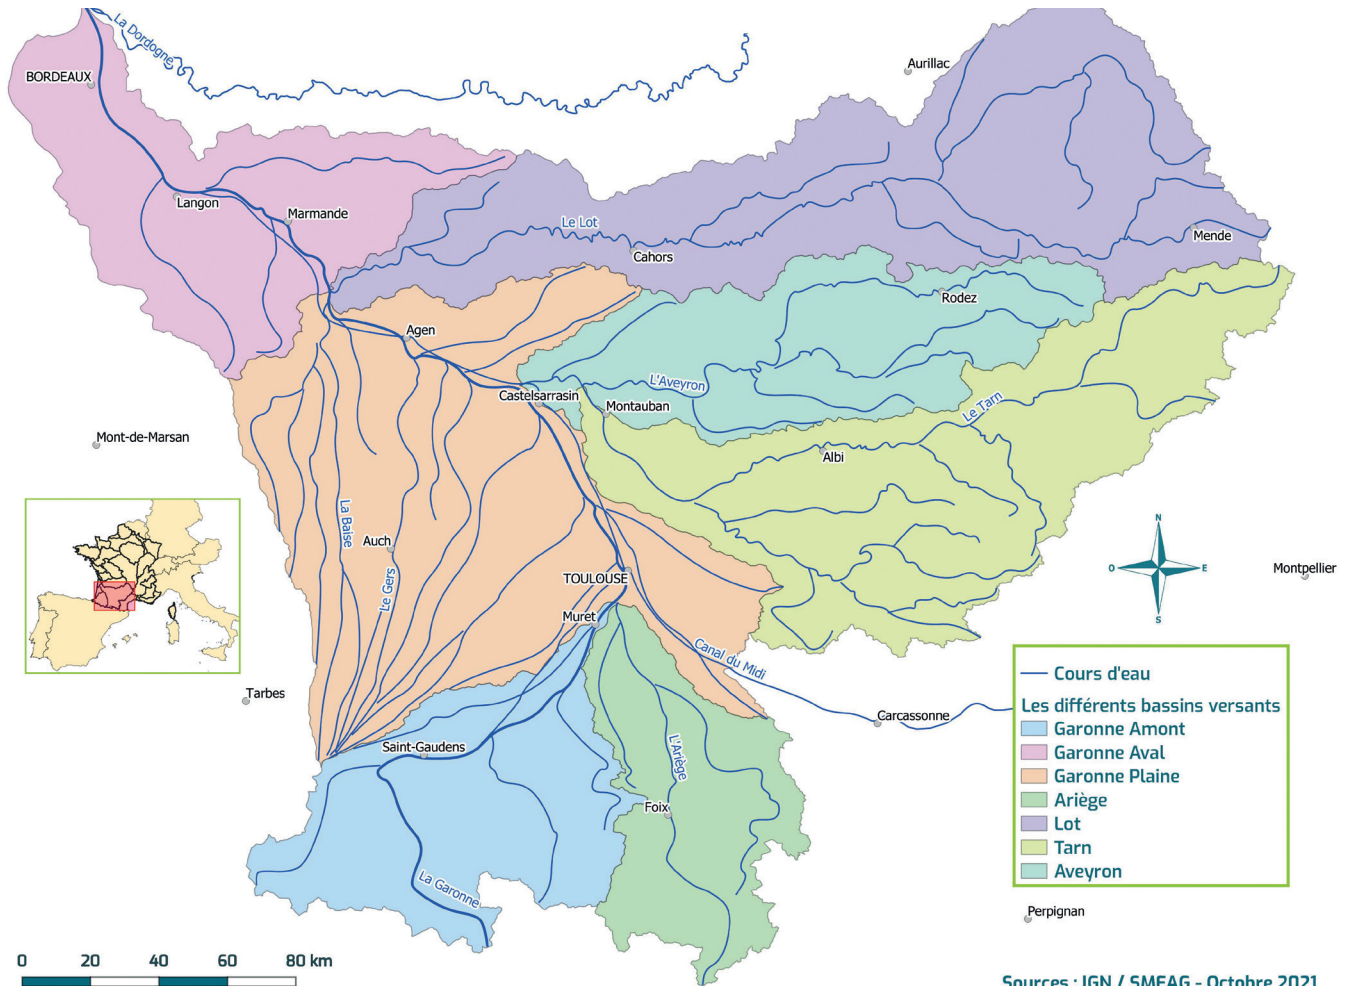 La Dordogne
BORDEAUX
Aurillac
Langon
Marmande
Le Lot
Cahors
Mende
Rodez
Agen
L'Aveyron
Castelsarrasin
Montauban
Le Tarn
Mont-de-Marsan
Albi
La Baïse
Auch
Le Gers
TOULOUSE
Muret
Canal du Midi
Montpellier
N
O
E
S
Tarbes
Saint-Gaudens
L'Ariège
Carcassonne
Foix
La Garonne
Perpignan
Cours d'eau
Les différents bassins versants
Garonne Amont
Garonne Aval
Garonne Plaine
Ariège
Lot
Tarn
Aveyron
0 20 40 60 80 km
Sources : IGN / SMEAG - Octobre 2021